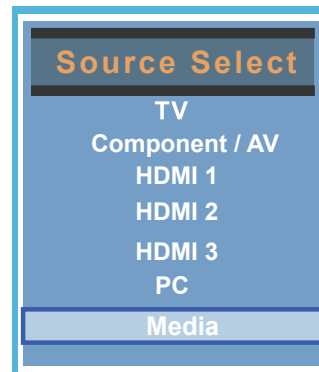 Source Select
TV
Component / AV
HDMI 1
HDMI 2
HDMI 3
PC
Media